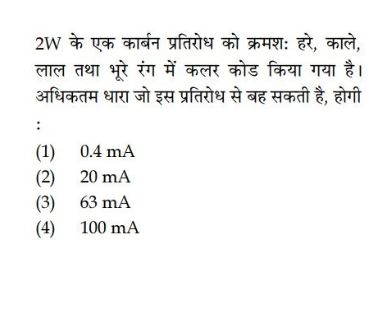 2W के एक कार्बन प्रतिरोध को क्रमश: हरे, काले,
लाल तथा भूरे रंग में कलर कोड किया गया है।
अधिकतम धारा जो इस प्रतिरोध से बह सकती है, होगी
:
(1) 0.4 mA
(2) 20 mA
(3) 63 mA
(4) 100 mA